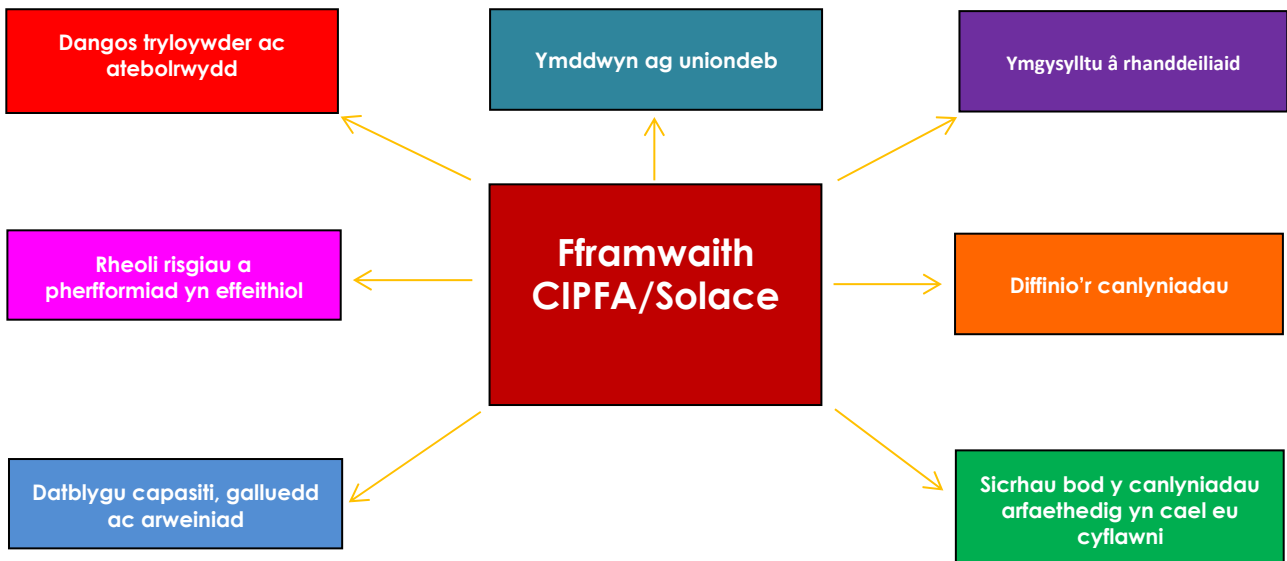 Dangos tryloywder ac
atebolrwydd
Ymddwyn ag uniondeb
Ymgysylltu â rhanddeiliaid
Fframwaith
CIPFA/Solace
Rheoli risgiau a
pherfformiad yn effeithiol
Diffinio’r canlyniadau
Datblygu capasiti, galluedd
ac arweiniad
Sicrhau bod y canlyniadau
arfaethedig yn cael eu
cyflawni